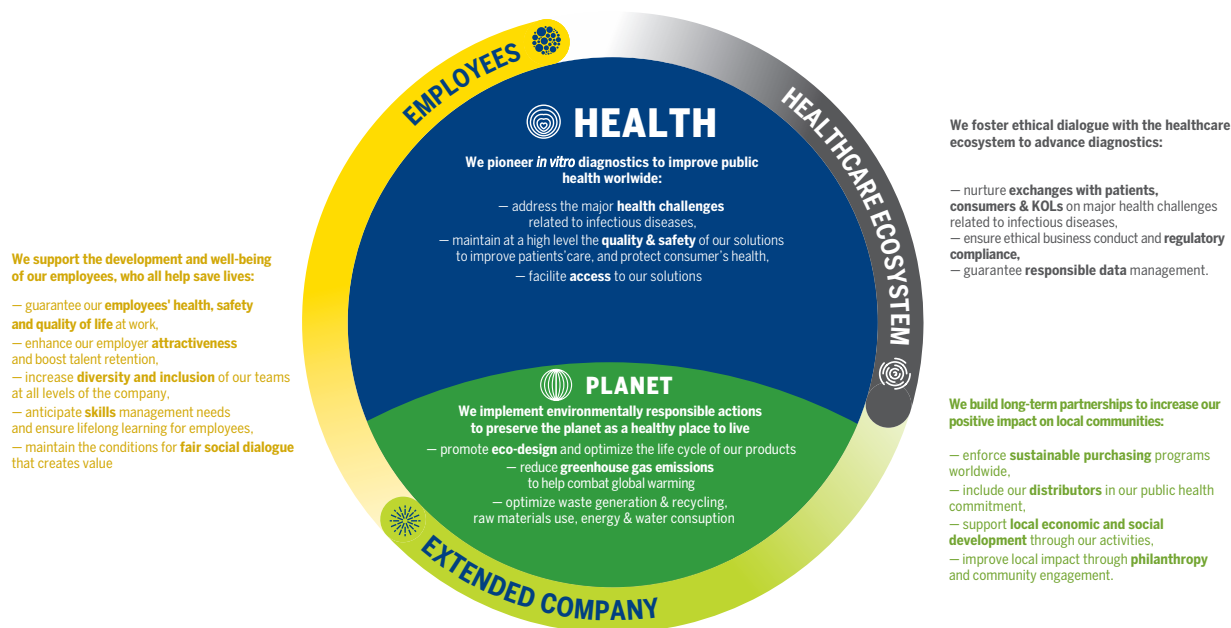 EMPLOYEES
HEALTHCARE ECOSYSTEM
EXTENDED COMPANY
HEALTH
We pioneer in vitro diagnostics to improve public
health worlwide:
— address the major health challenges
related to infectious diseases,
— maintain at a high level the quality & safety of our solutions
to improve patients'care, and protect consumer's health,
— facilite access to our solutions
PLANET
We implement environmentally responsible actions
to preserve the planet as a healthy place to live
— promote eco-design and optimize the life cycle of our products
— reduce greenhouse gas emissions
to help combat global warming
— optimize waste generation & recycling,
raw materials use, energy & water consuption
We support the development and well-being
of our employees, who all help save lives:
— guarantee our employees' health, safety
and quality of life at work,
— enhance our employer attractiveness
and boost talent retention,
— increase diversity and inclusion of our teams
at all levels of the company,
— anticipate skills management needs
and ensure lifelong learning for employees,
— maintain the conditions for fair social dialogue
that creates value
We foster ethical dialogue with the healthcare
ecosystem to advance diagnostics:
— nurture exchanges with patients,
consumers & KOLs on major health challenges
related to infectious diseases,
— ensure ethical business conduct and regulatory
compliance,
— guarantee responsible data management.
We build long-term partnerships to increase our
positive impact on local communities:
— enforce sustainable purchasing programs
worldwide,
— include our distributors in our public health
commitment,
— support local economic and social
development through our activities,
— improve local impact through philanthropy
and community engagement.